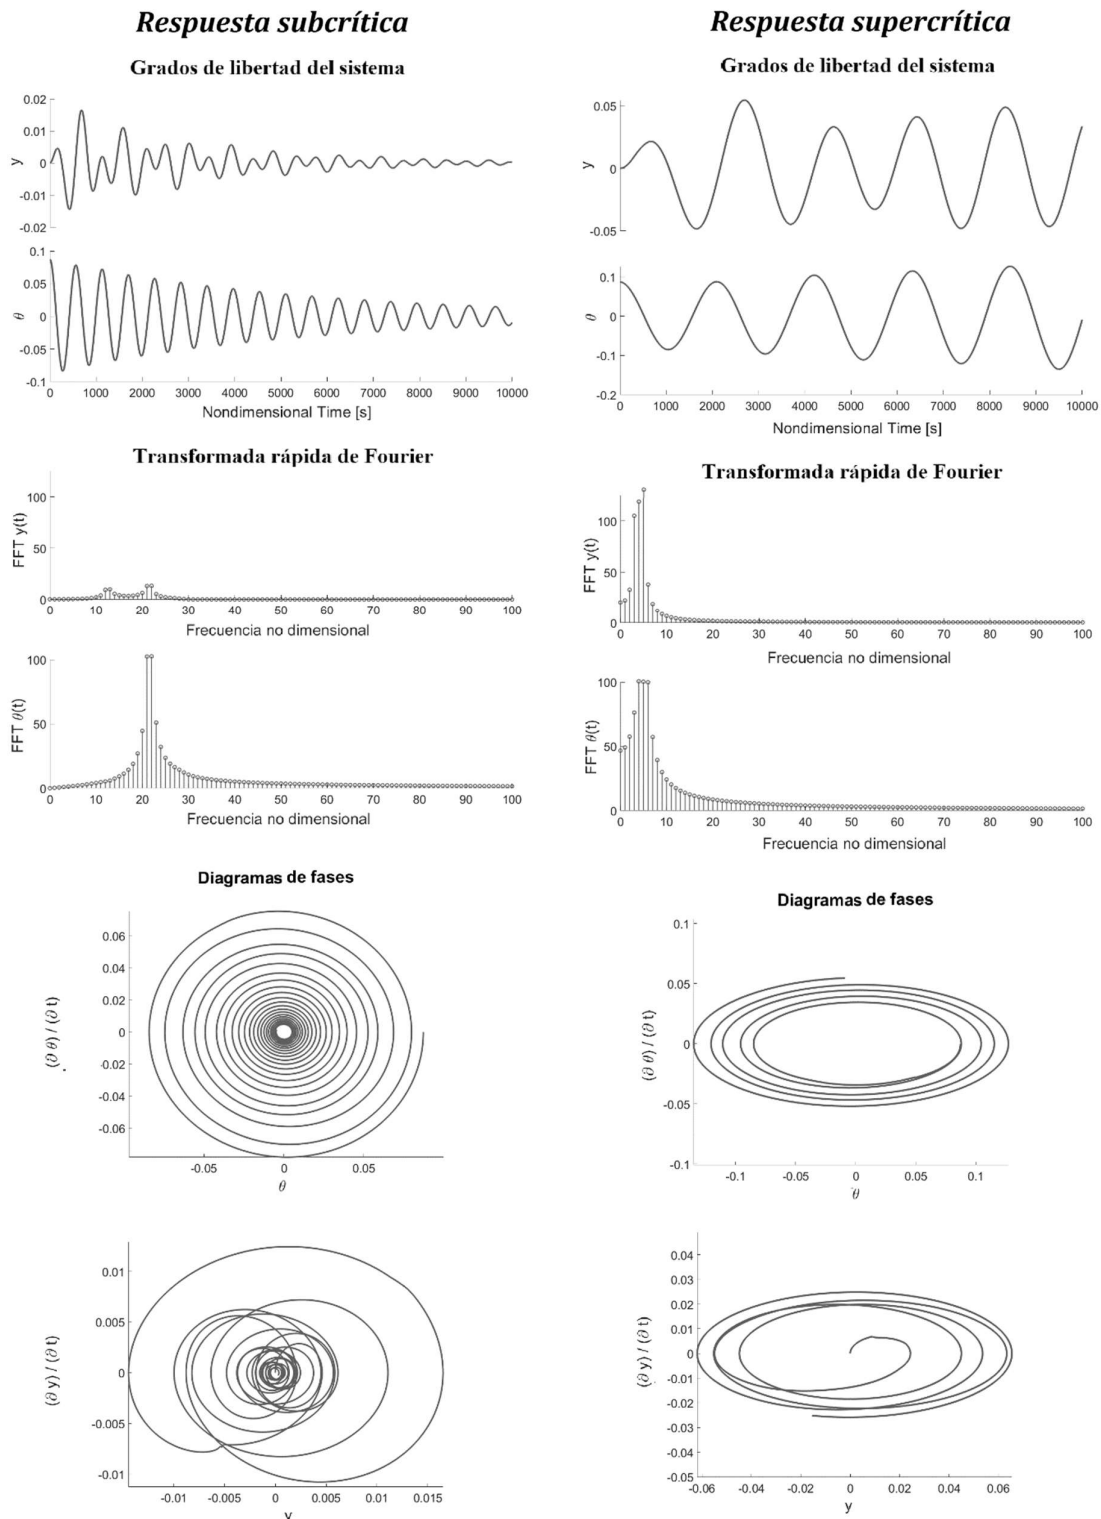 Respuesta subcrítica
Grados de libertad del sistema
0.02
0.01
0
-0.01
-0.02
y
0.1
0.05
0
-0.05
-0.1
θ
0 1000 2000 3000 4000 5000 6000 7000 8000 9000 10000
Nondimensional Time [s]
Transformada rápida de Fourier
100
50
0
FFT y(t)
0 10 20 30 40 50 60 70 80 90 100
Frecuencia no dimensional
100
50
0
FFT θ(t)
0 10 20 30 40 50 60 70 80 90 100
Frecuencia no dimensional
Diagramas de fases
0.06
0.04
0.02
0
-0.02
-0.04
-0.06
(∂ θ) / (∂ t)
-0.05 0 0.05
θ
0.01
0.005
0
-0.005
-0.01
(∂ y) / (∂ t)
-0.01 -0.005 0 0.005 0.01 0.015
y
Respuesta supercrítica
Grados de libertad del sistema
0.05
0
-0.05
y
0.1
0
-0.1
-0.2
θ
0 1000 2000 3000 4000 5000 6000 7000 8000 9000 10000
Nondimensional Time [s]
Transformada rápida de Fourier
100
50
0
FFT y(t)
0 10 20 30 40 50 60 70 80 90 100
Frecuencia no dimensional
100
50
0
FFT θ(t)
0 10 20 30 40 50 60 70 80 90 100
Frecuencia no dimensional
Diagramas de fases
0.1
0.05
0
-0.05
-0.1
(∂ θ) / (∂ t)
-0.1 -0.05 0 0.05 0.1
θ
0.04
0.03
0.02
0.01
0
-0.01
-0.02
-0.03
-0.04
-0.05
(∂ y) / (∂ t)
-0.06 -0.04 -0.02 0 0.02 0.04 0.06
y